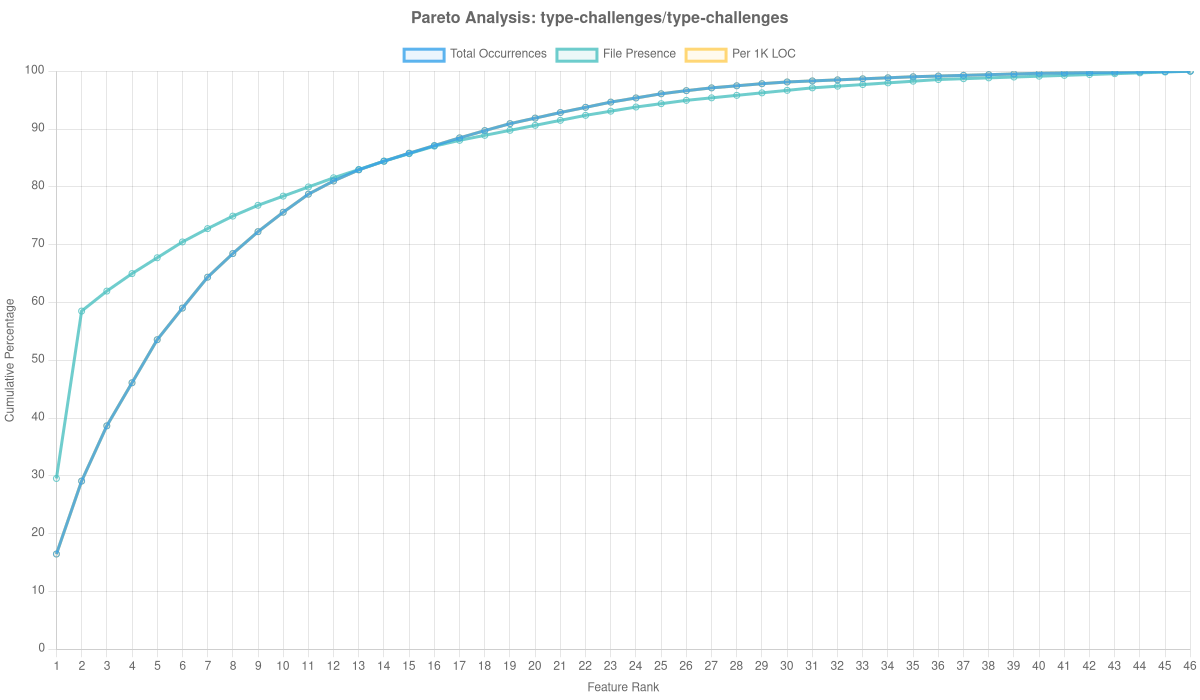 Pareto Analysis: type-challenges/type-challenges
Total Occurrences File Presence Per 1K LOC
100
90
80
70
60
50
40
30
20
10
0
Cumulative Percentage
1 2 3 4 5 6 7 8 9 10 11 12 13 14 15 16 17 18 19 20 21 22 23 24 25 26 27 28 29 30 31 32 33 34 35 36 37 38 39 40 41 42 43 44 45 46
Feature Rank